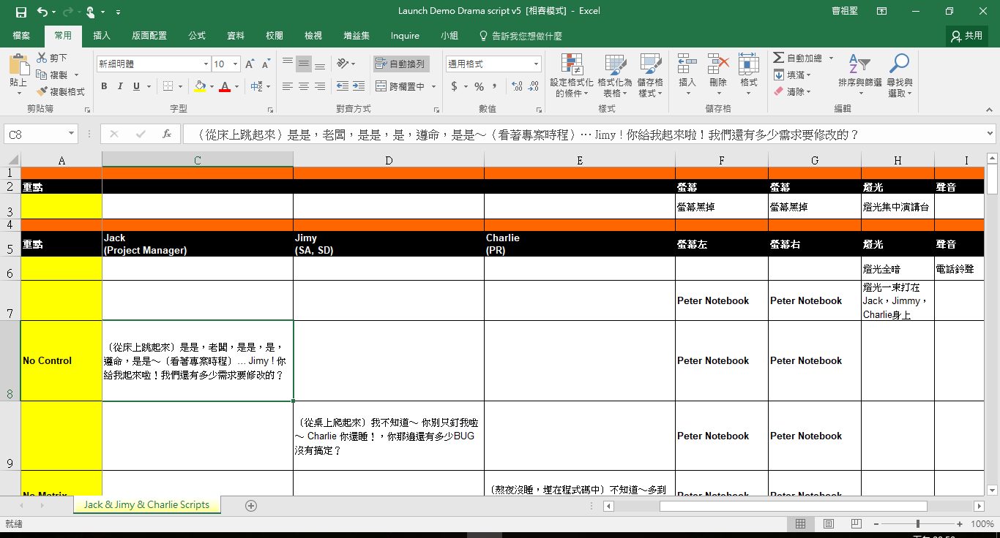 Launch Demo Drama script v5 [相容模式] - Excel
曹祖聖
檔案 常用 插入 版面配置 公式 資料 校閱 檢視 增益集 Inquire 小組 告訴我您想做什麼 共用
貼上
剪下
複製
複製格式
剪貼簿
新細明體 10
B I U
字型
自動換列
跨欄置中
對齊方式
通用格式
$ % ,
數值
設定格式化的條件
格式化為表格
儲存格樣式
樣式
插入 刪除 格式
儲存格
自動加總
填滿
清除
排序與篩選
尋找與選取
編輯
C8
fx
（從床上跳起來）是是，老闆，是是，是，遵命，是是～（看著專案時程）… Jimy ! 你給我起來啦！我們還有多少需求要修改的？
A C D E F G H I
1
2 重點 螢幕 螢幕 燈光 聲音
3 螢幕黑掉 螢幕黑掉 燈光集中演講台
4
5 重點
Jack
(Project Manager)
Jimy
(SA, SD)
Charlie
(PR)
螢幕左 螢幕右 燈光 聲音
6 燈光全暗 電話鈴聲
7 Peter Notebook Peter Notebook
燈光一束打在
Jack，Jimmy，
Charlie身上
8 No Control
（從床上跳起來）是是，老闆，是是，是，
遵命，是是～（看著專案時程）... Jimy ! 你
給我起來啦！我們還有多少需求要修改的？
Peter Notebook Peter Notebook
9
（從桌上爬起來）我不知道～ 你別只釘我啦
～ Charlie 你還睡！，你那邊還有多少BUG
沒有搞定？
Peter Notebook Peter Notebook
No Matrix
（熬夜沒睡，埋在程式碼中）不知道～多到
Peter Notebook Peter Notebook
Jack & Jimy & Charlie Scripts
就緒
100%